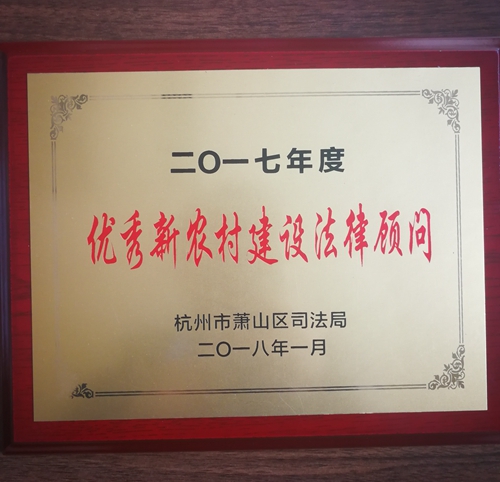 二〇一七年度
优秀新农村建设法律顾问
杭州市萧山区司法局
二〇一八年一月